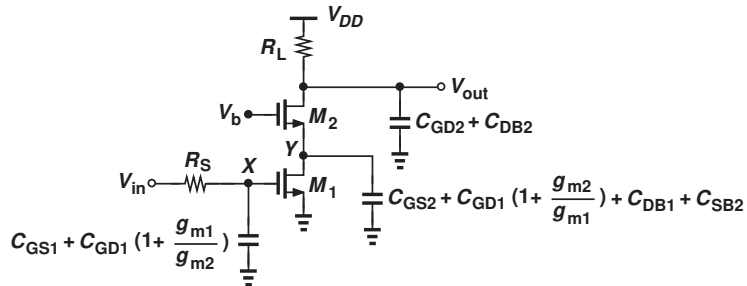 V_DD
R_L
V_out
V_b
M_2
C_GD2 + C_DB2
Y
R_S
X
V_in
M_1
C_GS2 + C_GD1 (1+ g_m2/g_m1) + C_DB1 + C_SB2
C_GS1 + C_GD1 (1+ g_m1/g_m2)